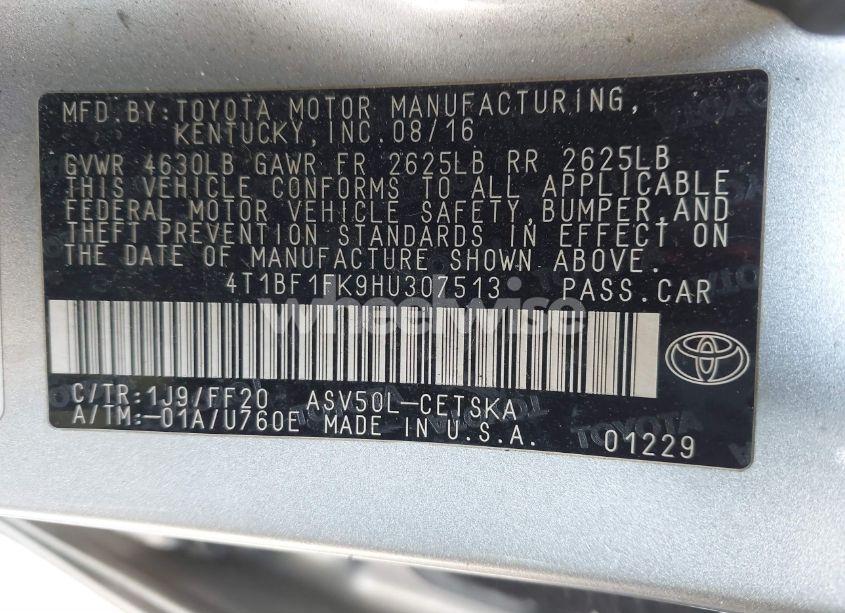 MFD. BY: TOYOTA MOTOR MANUFACTURING,
KENTUCKY, INC. 08/16
GVWR 4630LB GAWR FR 2625LB RR 2625LB
THIS VEHICLE CONFORMS TO ALL APPLICABLE
FEDERAL MOTOR VEHICLE SAFETY, BUMPER, AND
THEFT PREVENTION STANDARDS IN EFFECT ON
THE DATE OF MANUFACTURE SHOWN ABOVE.
4T1BF1FK9HU307513 PASS.CAR
wheelwise
C/TR:1J9/FF20 ASV50L-CETSKA
A/TM:-01A/U760E MADE IN U.S.A. 01229
TOYOTA